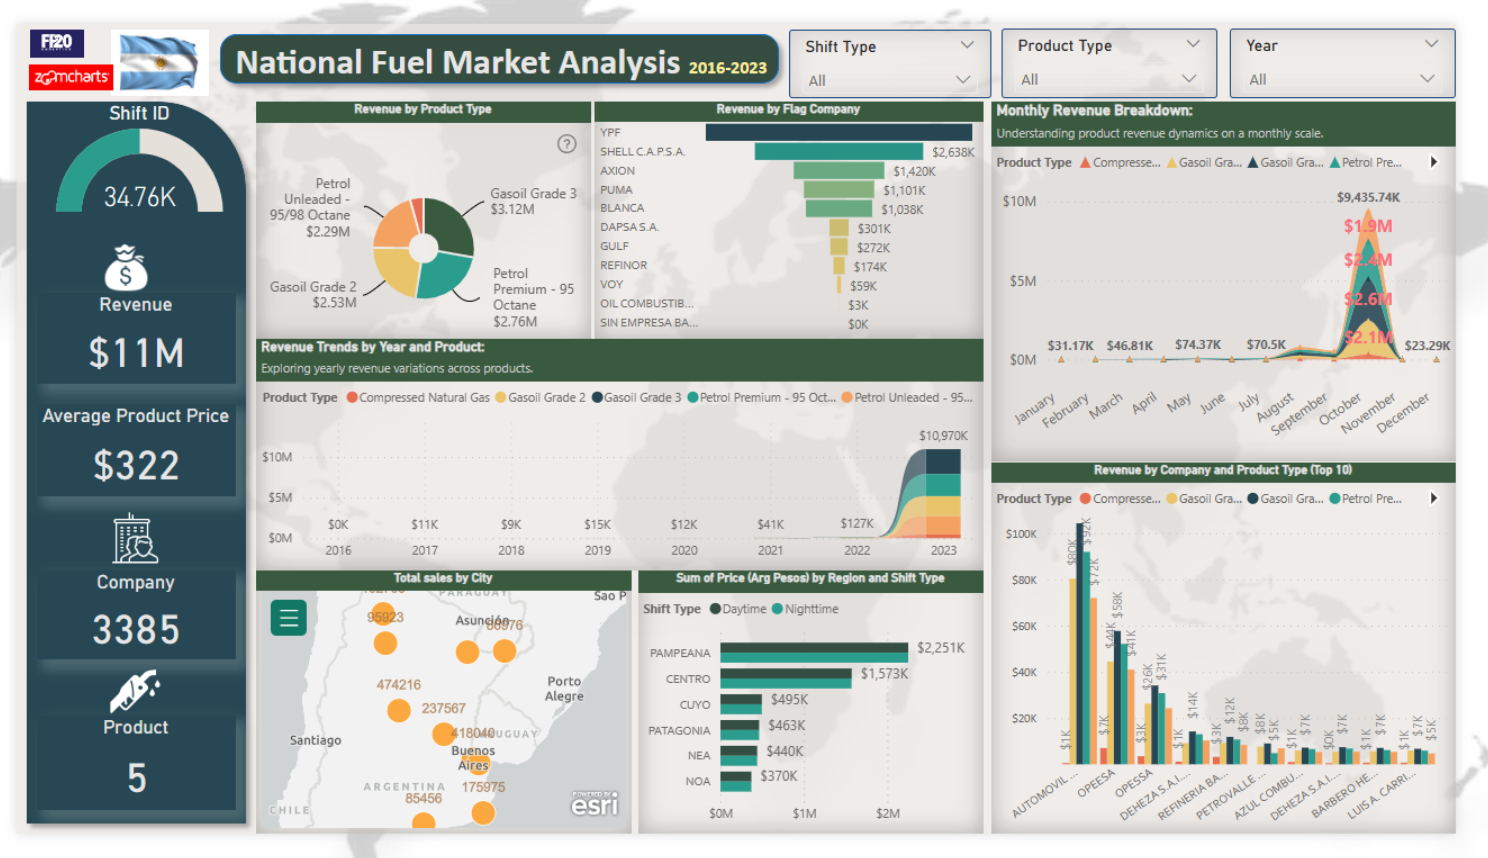 FP20
zoomcharts
National Fuel Market Analysis 2016-2023
Shift Type
All
Product Type
All
Year
All
Shift ID
34.76K
Revenue
$11M
Average Product Price
$322
Company
3385
Product
5
Revenue by Product Type
Petrol
Unleaded -
95/98 Octane
$2.29M
Gasoil Grade 3
$3.12M
Gasoil Grade 2
$2.53M
Petrol
Premium - 95
Octane
$2.76M
Revenue by Flag Company
YPF
SHELL C.A.P.S.A. $2,638K
AXION $1,420K
PUMA $1,101K
BLANCA $1,038K
DAPSA S.A. $301K
GULF $272K
REFINOR $174K
VOY $59K
OIL COMBUSTIB... $3K
SIN EMPRESA BA... $0K
Revenue Trends by Year and Product:
Exploring yearly revenue variations across products.
Product Type Compressed Natural Gas Gasoil Grade 2 Gasoil Grade 3 Petrol Premium - 95 Oct... Petrol Unleaded - 95...
$10,970K
$10M
$5M
$0K $11K $9K $15K $12K $41K $127K
$0M
2016 2017 2018 2019 2020 2021 2022 2023
Total sales by City
PARAGUAY
Sao P
95923
Asunción
86976
474216
Porto
Alegre
237567
418040
URUGUAY
Santiago
Buenos
Aires
ARGENTINA
175975
85456
CHILE
POWERED BY
esri
Sum of Price (Arg Pesos) by Region and Shift Type
Shift Type Daytime Nighttime
PAMPEANA $2,251K
CENTRO $1,573K
CUYO $495K
PATAGONIA $463K
NEA $440K
NOA $370K
$0M $1M $2M
Monthly Revenue Breakdown:
Understanding product revenue dynamics on a monthly scale.
Product Type Compresse... Gasoil Gra... Gasoil Gra... Petrol Pre...
$9,435.74K
$10M
$1.9M
$2.4M
$5M
$2.6M
$2.1M
$31.17K $46.81K $74.37K $70.5K $23.29K
$0M
January February March April May June July August September October November December
Revenue by Company and Product Type (Top 10)
Product Type Compresse... Gasoil Gra... Gasoil Gra... Petrol Pre...
$100K
$80K
$60K
$40K
$20K
$1K $80K $92K $72K
$7K $44K $58K $41K
$3K $26K $31K
$1K $14K
$3K $12K $8K
$8K $5K
$1K $7K
$0K $7K
$1K $7K
$1K $7K $5K
AUTOMOVIL ...
OPEESA
OPESSA
DEHEZA S.A.I....
REFINERIA BA...
PETROVALLE ...
AZUL COMBU...
DEHEZA S.A.I....
BARBERO HE...
LUIS A. CARRI...